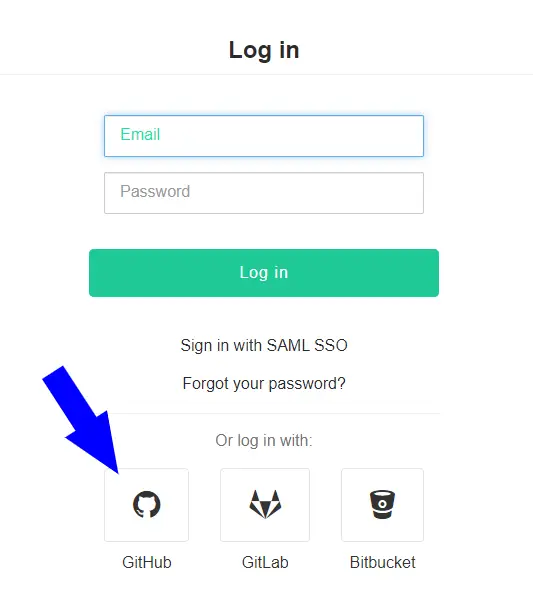 Log in
Email
Password
Log in
Sign in with SAML SSO
Forgot your password?
Or log in with:
GitHub GitLab Bitbucket